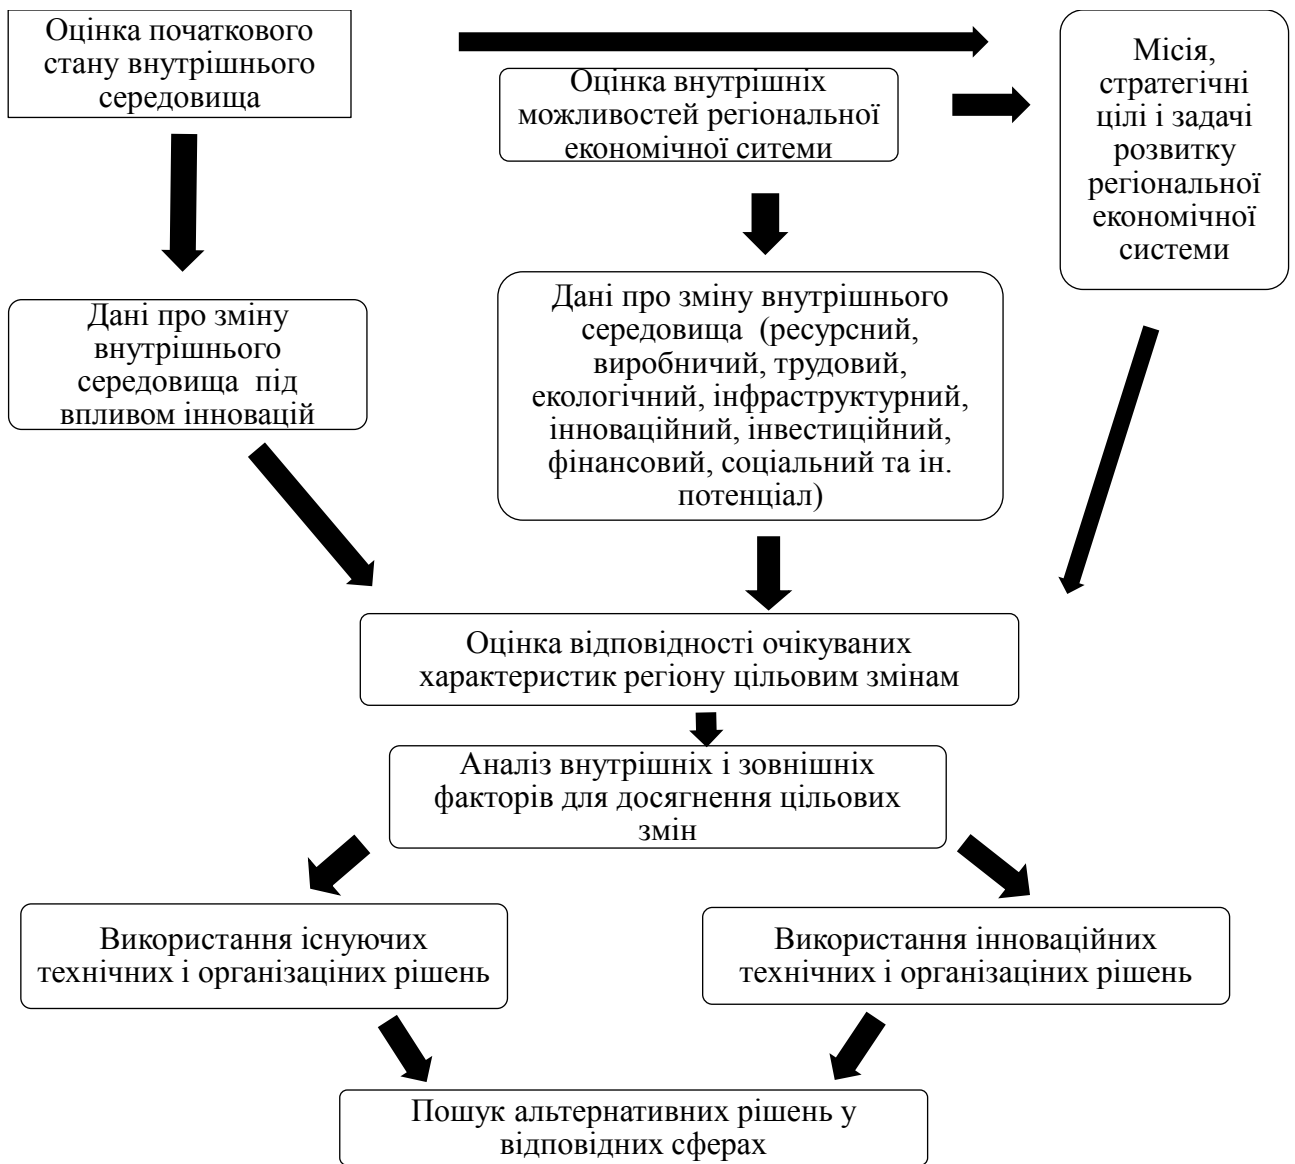 Оцінка початкового
стану внутрішнього
середовища
Оцінка внутрішніх
можливостей регіональної
економічної ситеми
Місія,
стратегічні
цілі і задачі
розвитку
регіональної
економічної
системи
Дані про зміну
внутрішнього
середовища під
впливом інновацій
Дані про зміну внутрішнього
середовища (ресурсний,
виробничий, трудовий,
екологічний, інфраструктурний,
інноваційний, інвестиційний,
фінансовий, соціальний та ін.
потенціал)
Оцінка відповідності очікуваних
характеристик регіону цільовим змінам
Аналіз внутрішніх і зовнішніх
факторів для досягнення цільових
змін
Використання існуючих
технічних і організаціних рішень
Використання інноваційних
технічних і організаціних рішень
Пошук альтернативних рішень у
відповідних сферах